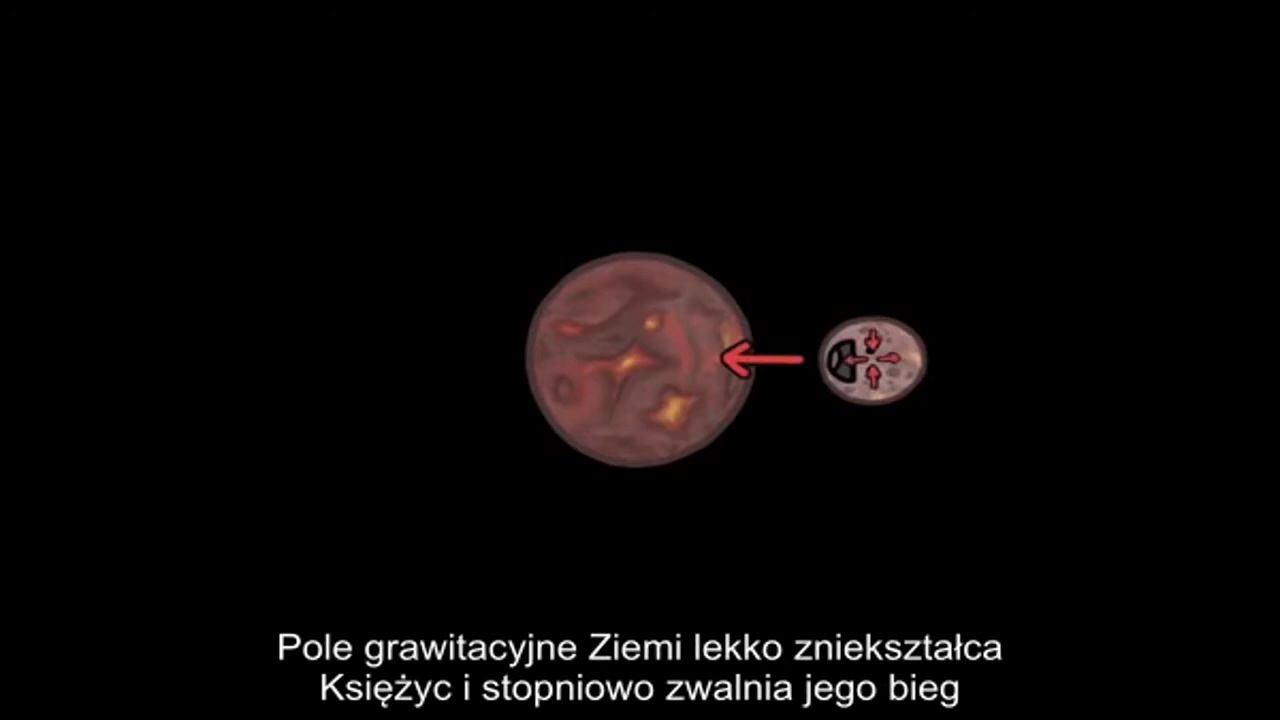 Pole grawitacyjne Ziemi lekko zniekształca
Księżyc i stopniowo zwalnia jego bieg